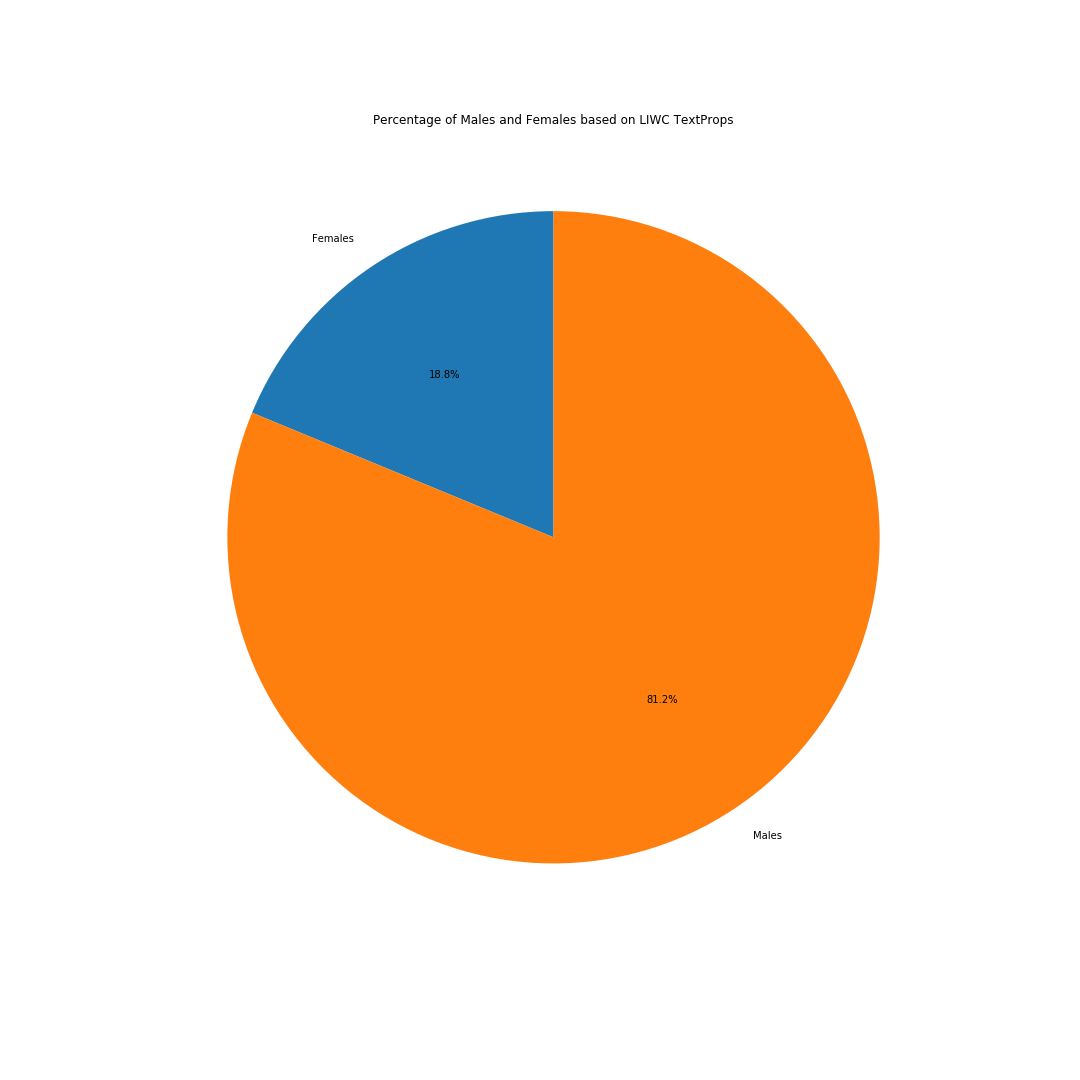 Percentage of Males and Females based on LIWC TextProps
Females
18.8%
81.2%
Males